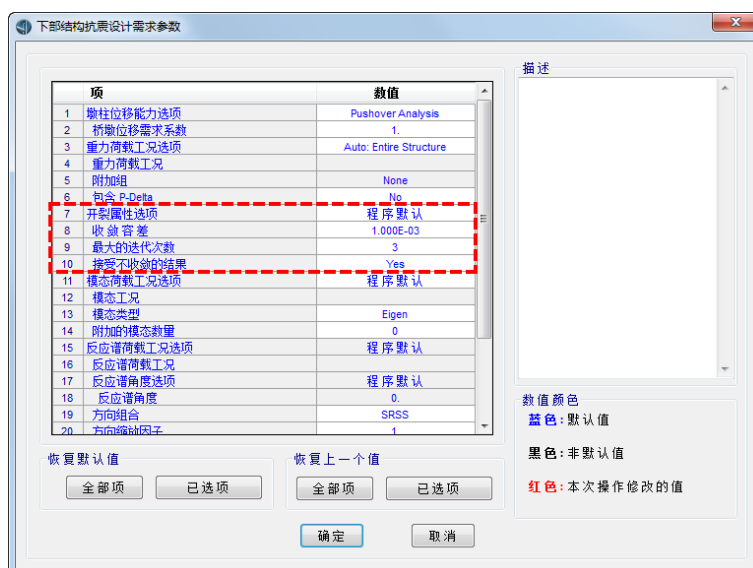 下部结构抗震设计需求参数
项 数值
1 墩柱位移能力选项 Pushover Analysis
2 桥墩位移需求系数 1.
3 重力荷载工况选项 Auto: Entire Structure
4 重力荷载工况
5 附加组 None
6 包含 P-Delta No
7 开裂属性选项 程序默认
8 收敛容差 1.000E-03
9 最大的迭代次数 3
10 接受不收敛的结果 Yes
11 模态荷载工况选项 程序默认
12 模态工况
13 模态类型 Eigen
14 附加的模态数量 0
15 反应谱荷载工况选项 程序默认
16 反应谱荷载工况
17 反应谱角度选项 程序默认
18 反应谱角度 0.
19 方向组合 SRSS
20 方向缩放因子 1
恢复默认值
全部项 已选项
恢复上一个值
全部项 已选项
确定 取消
描述
数值颜色
蓝色:默认值
黑色:非默认值
红色:本次操作修改的值